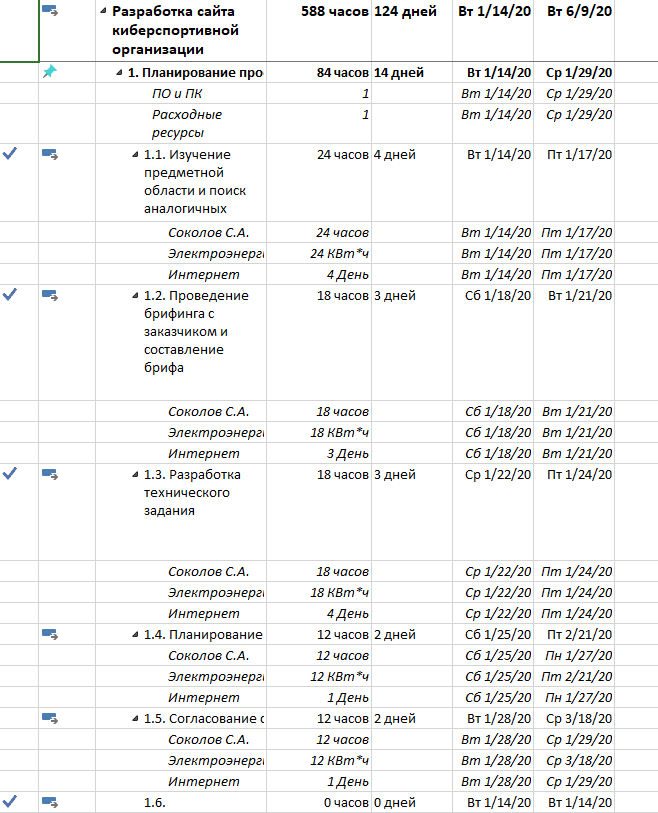 Разработка сайта 588 часов 124 дней Вт 1/14/20 Вт 6/9/20
киберспортивной
организации
1. Планирование про 84 часов 14 дней Вт 1/14/20 Ср 1/29/20
ПО и ПК 1 Вт 1/14/20 Ср 1/29/20
Расходные 1 Вт 1/14/20 Ср 1/29/20
ресурсы
1.1. Изучение 24 часов 4 дней Вт 1/14/20 Пт 1/17/20
предметной
области и поиск
аналогичных
Соколов С.А. 24 часов Вт 1/14/20 Пт 1/17/20
Электроэнерги 24 КВт*ч Вт 1/14/20 Пт 1/17/20
Интернет 4 День Вт 1/14/20 Пт 1/17/20
1.2. Проведение 18 часов 3 дней Сб 1/18/20 Вт 1/21/20
брифинга с
заказчиком и
составление
брифа
Соколов С.А. 18 часов Сб 1/18/20 Вт 1/21/20
Электроэнерги 18 КВт*ч Сб 1/18/20 Вт 1/21/20
Интернет 3 День Сб 1/18/20 Вт 1/21/20
1.3. Разработка 18 часов 3 дней Ср 1/22/20 Пт 1/24/20
технического
задания
Соколов С.А. 18 часов Ср 1/22/20 Пт 1/24/20
Электроэнерги 18 КВт*ч Ср 1/22/20 Пт 1/24/20
Интернет 4 День Ср 1/22/20 Пт 1/24/20
1.4. Планирование 12 часов 2 дней Сб 1/25/20 Пт 2/21/20
Соколов С.А. 12 часов Сб 1/25/20 Пн 1/27/20
Электроэнерги 12 КВт*ч Сб 1/25/20 Пт 2/21/20
Интернет 1 День Сб 1/25/20 Пн 1/27/20
1.5. Согласование с 12 часов 2 дней Вт 1/28/20 Ср 3/18/20
Соколов С.А. 12 часов Вт 1/28/20 Ср 1/29/20
Электроэнерги 12 КВт*ч Вт 1/28/20 Ср 3/18/20
Интернет 1 День Вт 1/28/20 Ср 1/29/20
1.6. 0 часов 0 дней Вт 1/14/20 Вт 1/14/20